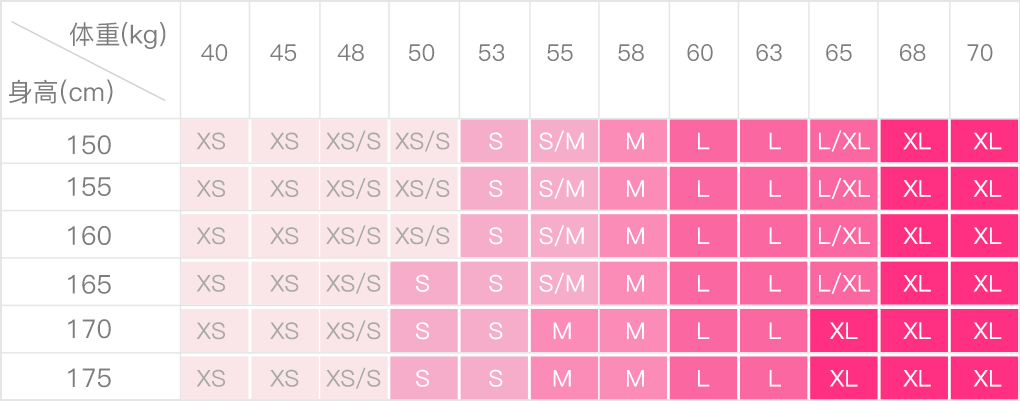 体重(kg)
身高(cm)
40 45 48 50 53 55 58 60 63 65 68 70
150 XS XS XS/S XS/S S S/M M L L L/XL XL XL
155 XS XS XS/S XS/S S S/M M L L L/XL XL XL
160 XS XS XS/S XS/S S S/M M L L L/XL XL XL
165 XS XS XS/S S S S/M M L L L/XL XL XL
170 XS XS XS/S S S M M L L XL XL XL
175 XS XS XS/S S S M M L L XL XL XL